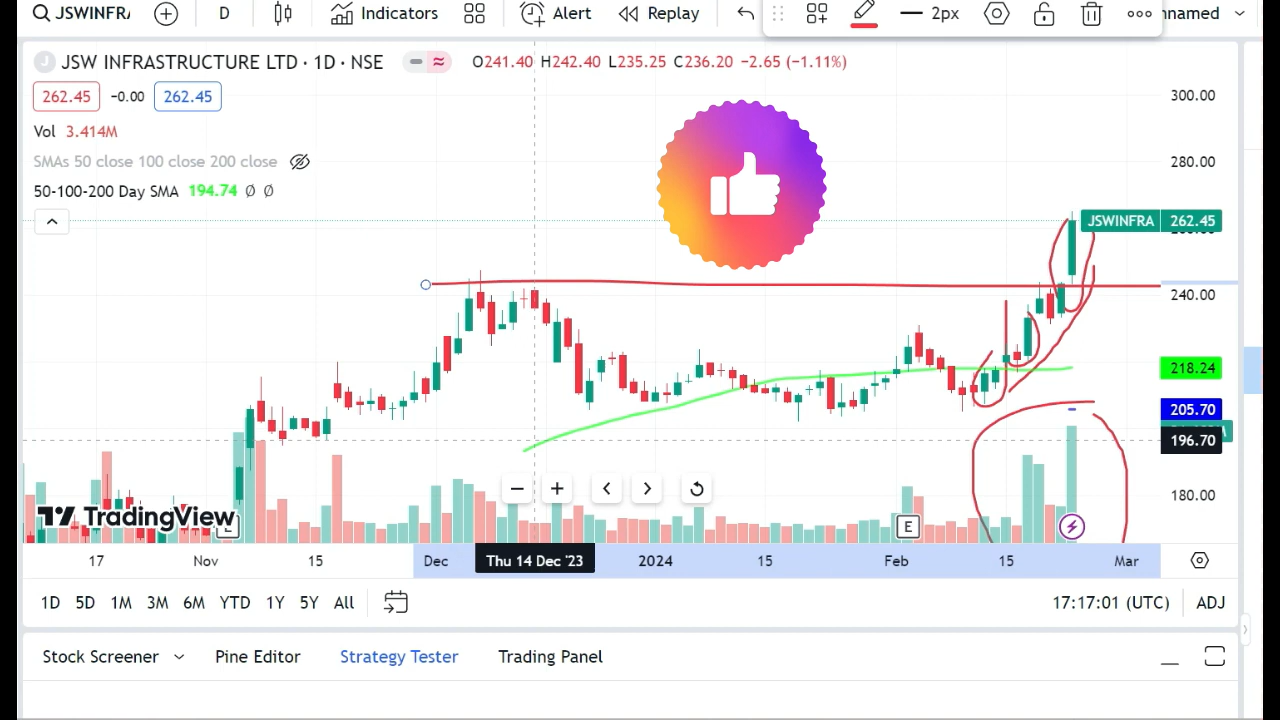 JSWINFRA D Indicators Alert Replay 2px nnamed
J JSW INFRASTRUCTURE LTD · 1D · NSE O241.40 H242.40 L235.25 C236.20 −2.65 (−1.11%)
262.45 −0.00 262.45
Vol 3.414M
SMAs 50 close 100 close 200 close
50-100-200 Day SMA 194.74 Ø Ø
300.00
280.00
JSWINFRA 262.45
240.00
218.24
205.70
196.70
180.00
TradingView
E
E
17 Nov 15 Dec Thu 14 Dec '23 2024 15 Feb 15 Mar
1D 5D 1M 3M 6M YTD 1Y 5Y All 17:17:01 (UTC) ADJ
Stock Screener Pine Editor Strategy Tester Trading Panel